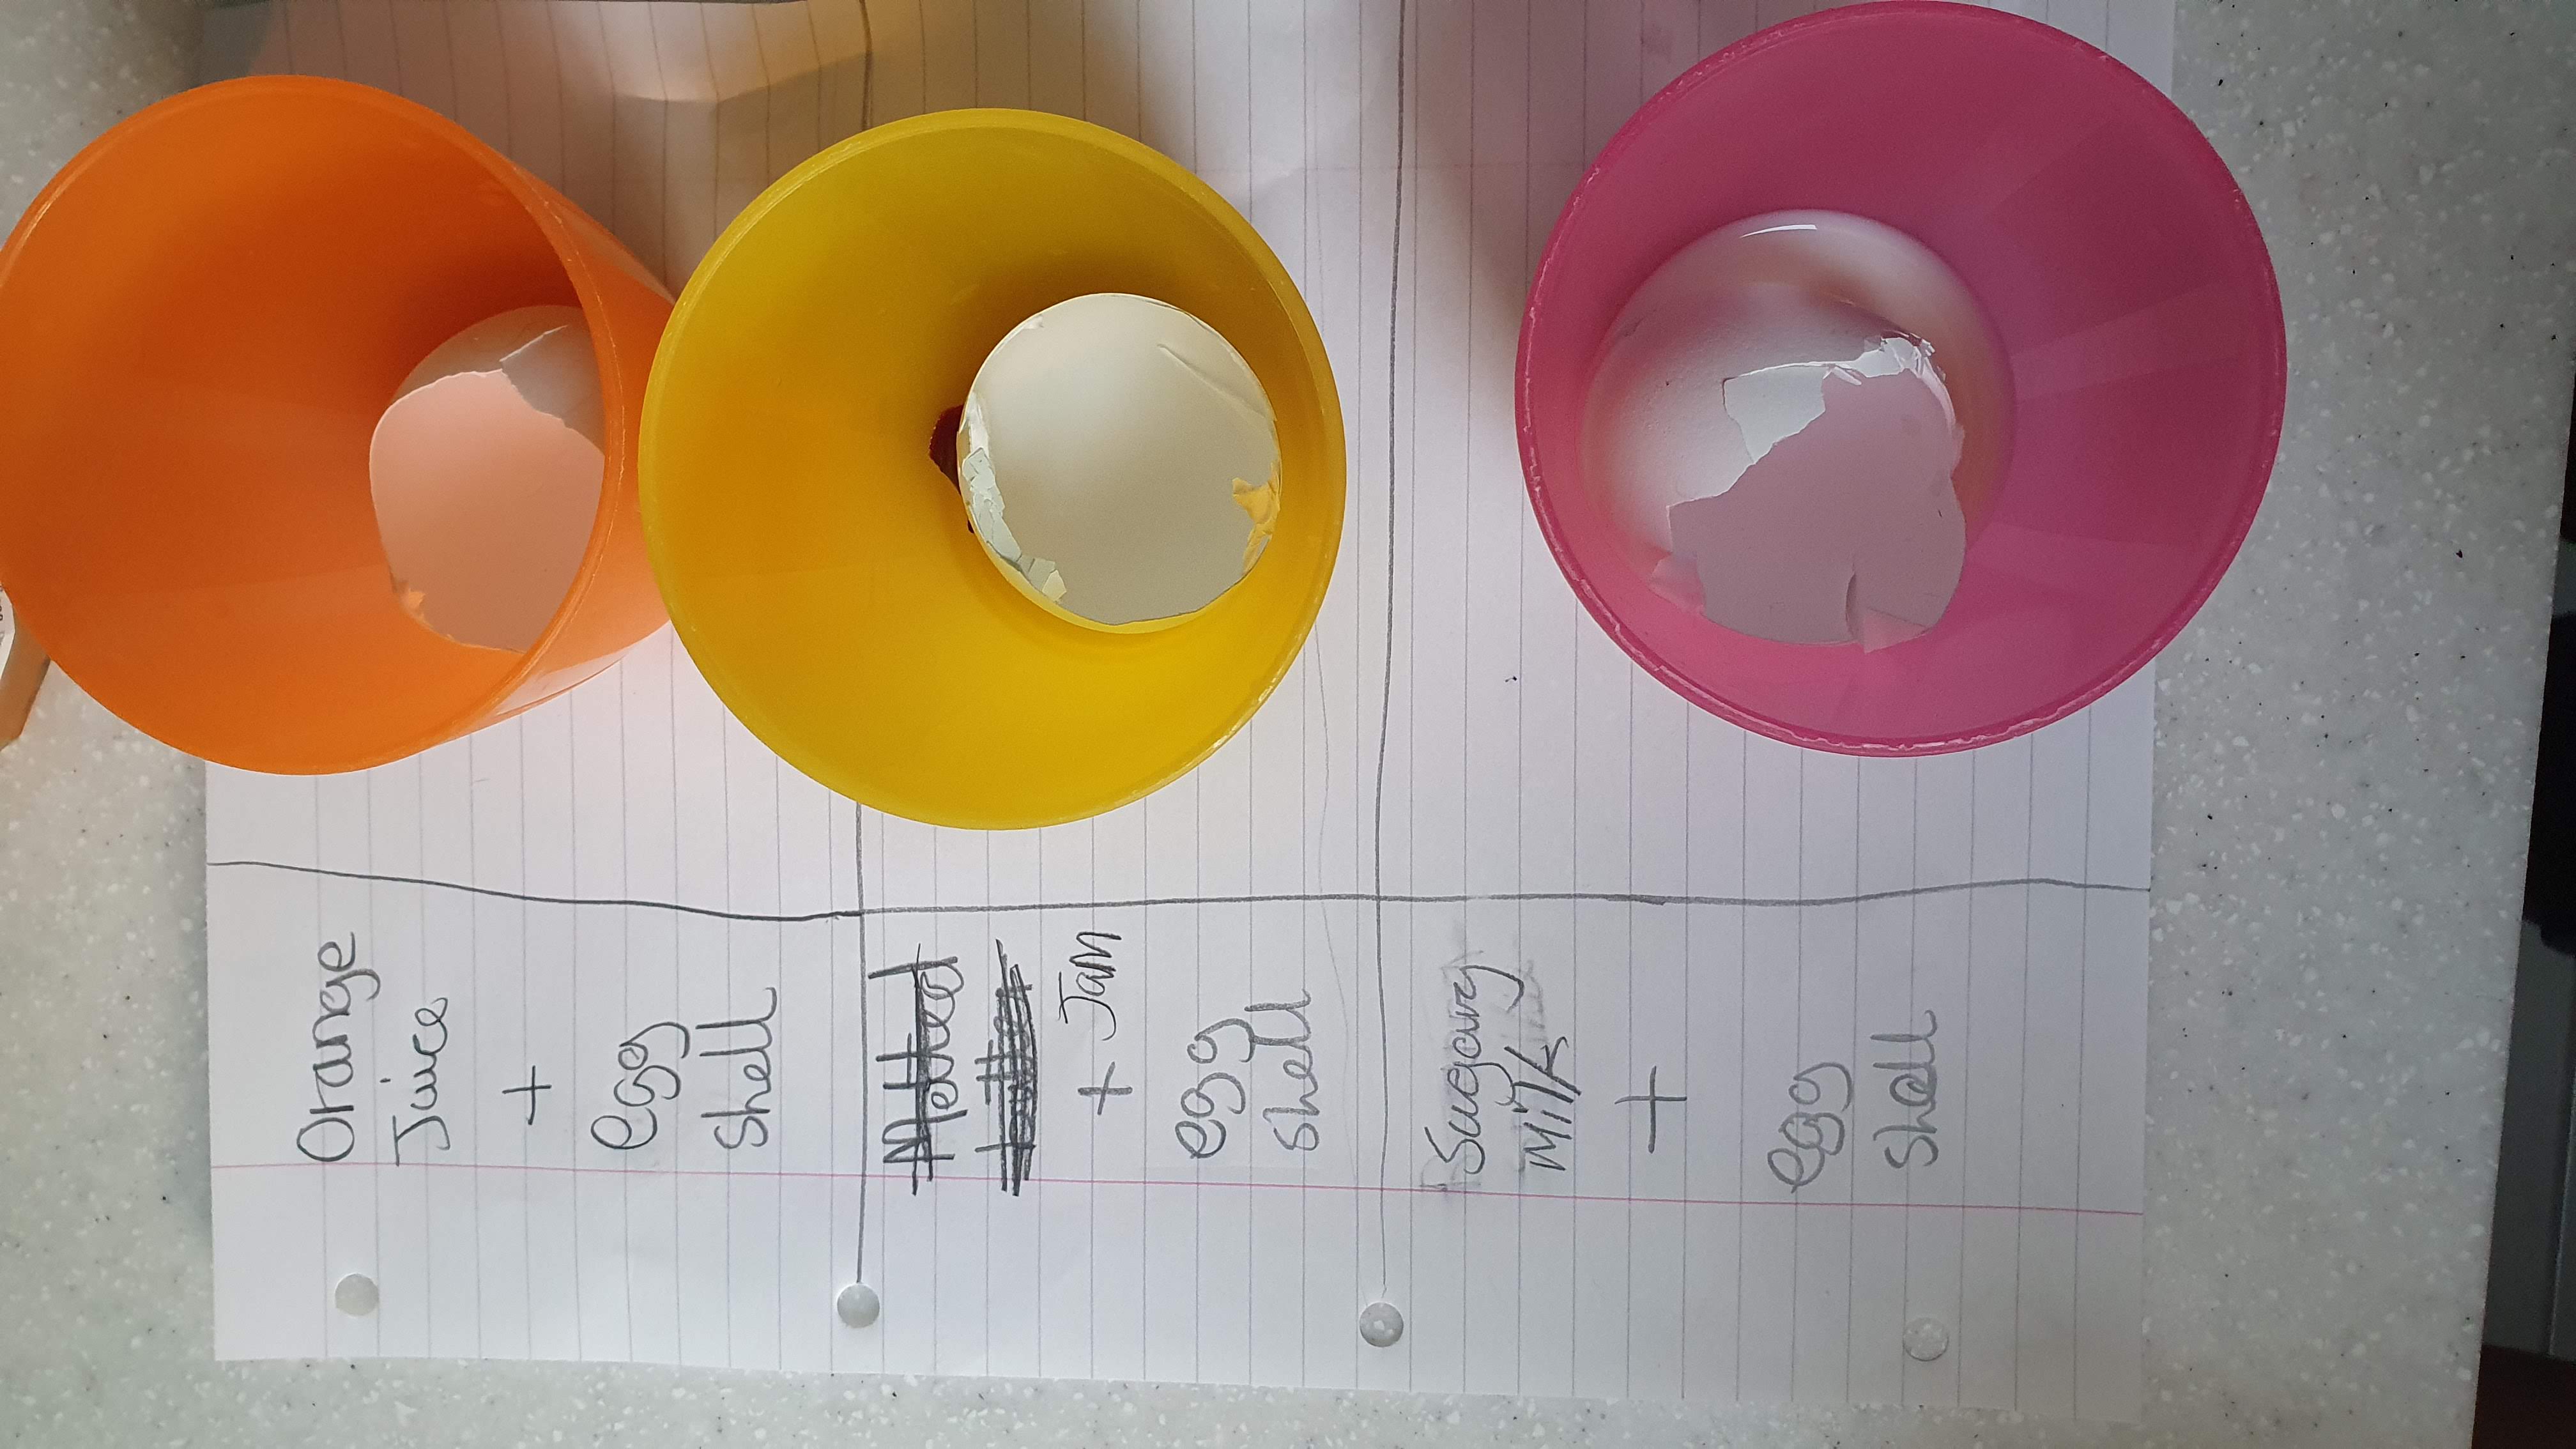 Orange
Juice
+
egg
Shell
Melted
butter
+ Jam
egg
shell
Sugary
Milk
+
egg
shell